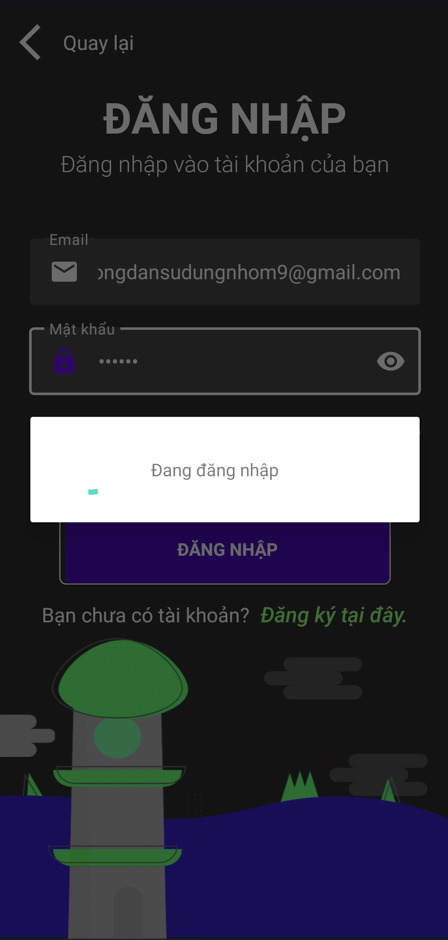 Quay lại
ĐĂNG NHẬP
Đăng nhập vào tài khoản của bạn
Email
ongdansudungnhom9@gmail.com
Mật khẩu
••••••
Đang đăng nhập
ĐĂNG NHẬP
Bạn chưa có tài khoản? Đăng ký tại đây.